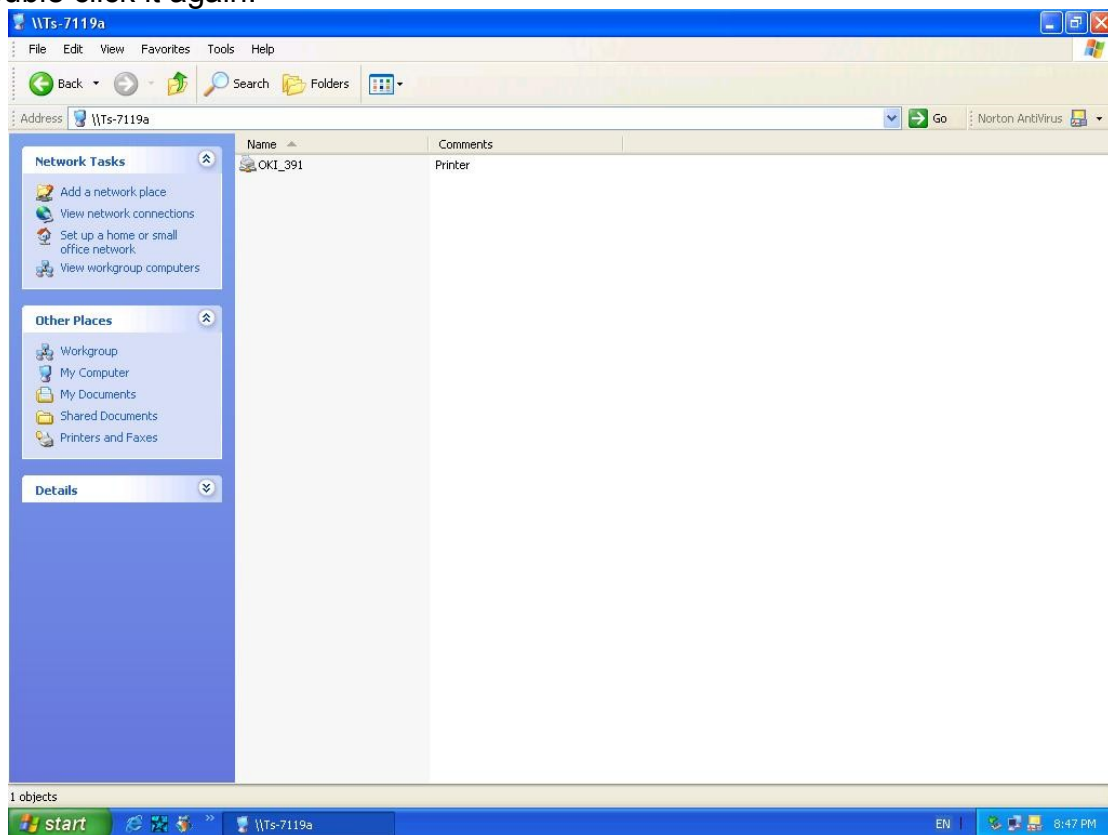 click it again.
\\Ts-7119a
File Edit View Favorites Tools Help
Back Search Folders
Address \\Ts-7119a Go Norton AntiVirus
Name Comments
Network Tasks
Add a network place
View network connections
Set up a home or small
office network
View workgroup computers
OKI_391 Printer
Other Places
Workgroup
My Computer
My Documents
Shared Documents
Printers and Faxes
Details
1 objects
start \\Ts-7119a EN 8:47 PM